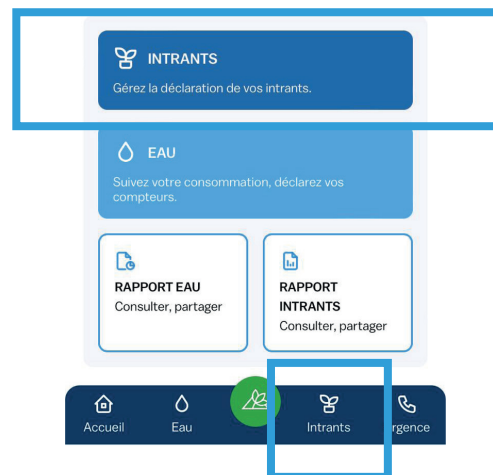 INTRANTS
Gérez la déclaration de vos intrants.
EAU
Suivez votre consommation, déclarez vos
compteurs.
RAPPORT EAU
Consulter, partager
RAPPORT
INTRANTS
Consulter, partager
Accueil
Eau
Intrants
rgence